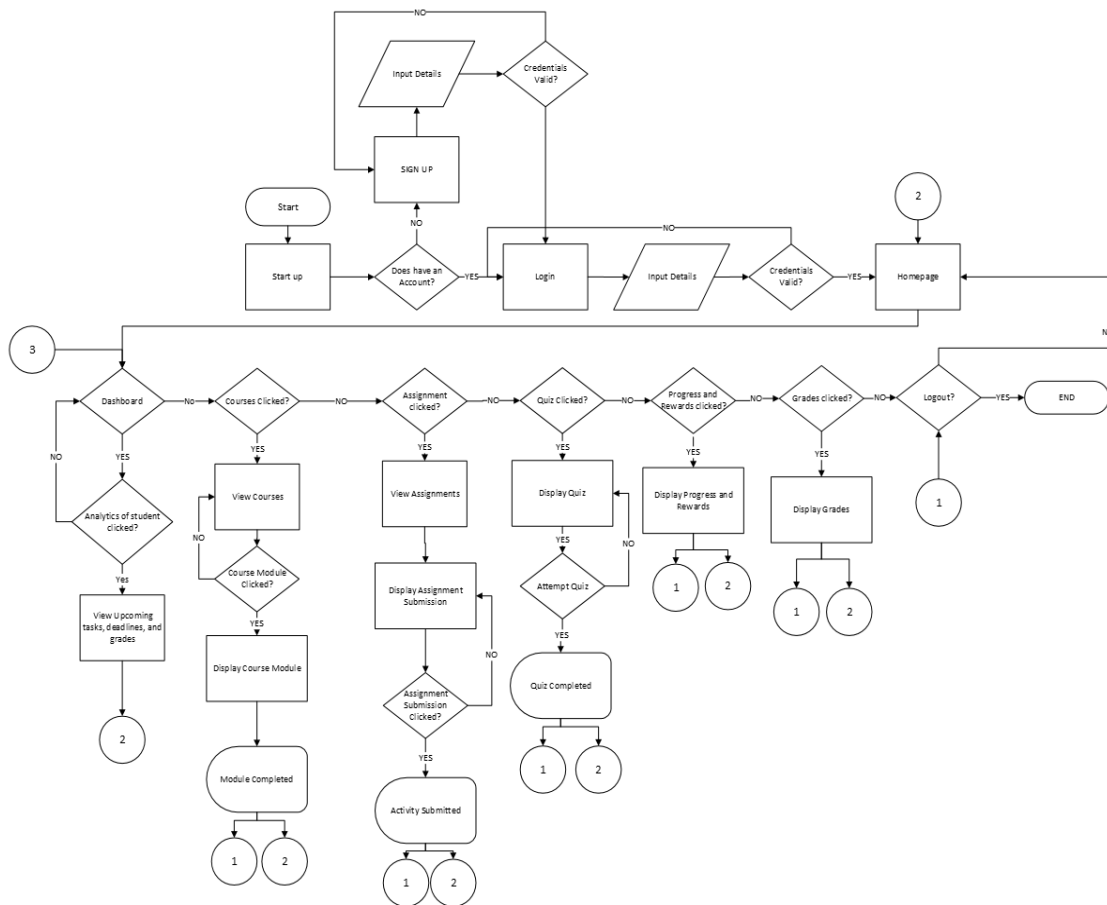 NO
Input Details
Credentials
Valid?
SIGN UP
Start
2
NO
NO
Start up
Does have an
Account?
YES
Login
Input Details
Credentials
Valid?
YES
Homepage
3
N
Dashboard
No
Courses Clicked?
NO
Assignment
clicked?
NO
Quiz Clicked?
NO
Progress and
Rewards clicked?
NO
Grades clicked?
NO
Logout?
YES
END
NO
YES
YES
YES
YES
YES
YES
Analytics of student
clicked?
View Courses
View Assignments
Display Quiz
Display Progress and
Rewards
Display Grades
1
NO
YES
NO
Course Module
Clicked?
Attempt Quiz
1
2
1
2
Yes
View Upcoming
tasks, deadlines, and
grades
YES
Display Assignment
Submission
YES
NO
Display Course Module
Assignment
Submission
Clicked?
Quiz Completed
2
YES
1
2
Module Completed
Activity Submitted
1
2
1
2